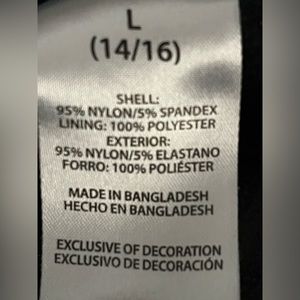 L
(14/16)
SHELL:
95% NYLON/5% SPANDEX
LINING: 100% POLYESTER
EXTERIOR:
95% NYLON/5% ELASTANO
FORRO: 100% POLIÉSTER
MADE IN BANGLADESH
HECHO EN BANGLADESH
EXCLUSIVE OF DECORATION
EXCLUSIVO DE DECORACIÓN